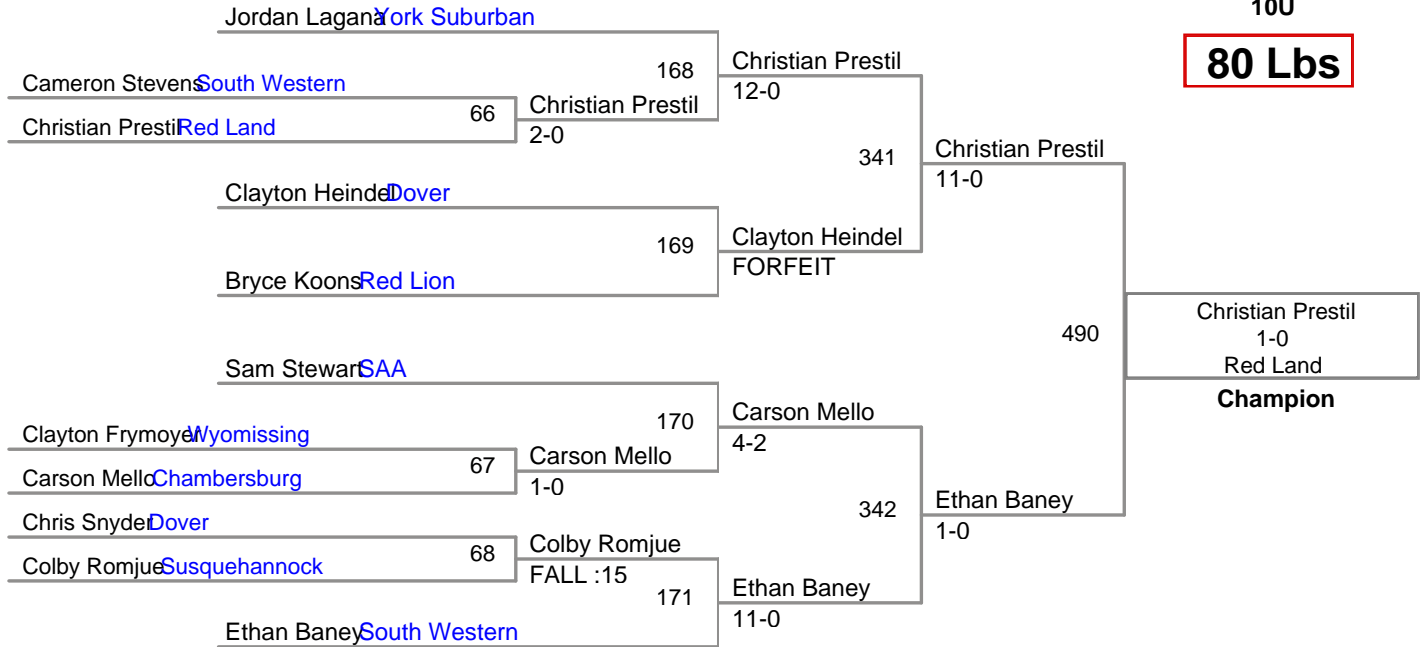 10U
80 Lbs
Jordan Lagana York Suburban
168
Christian Prestil
12-0
Cameron Stevens South Western
66
Christian Prestil
2-0
Christian Prestil Red Land
341
Christian Prestil
11-0
Clayton Heindel Dover
169
Clayton Heindel
FORFEIT
Bryce Koons Red Lion
490
Christian Prestil
1-0
Red Land
Champion
Sam Stewart SAA
170
Carson Mello
4-2
Clayton Frymoyer Wyomissing
67
Carson Mello
1-0
Carson Mello Chambersburg
342
Ethan Baney
1-0
Chris Snyder Dover
68
Colby Romjue
FALL :15
Colby Romjue Susquehannock
171
Ethan Baney
11-0
Ethan Baney South Western